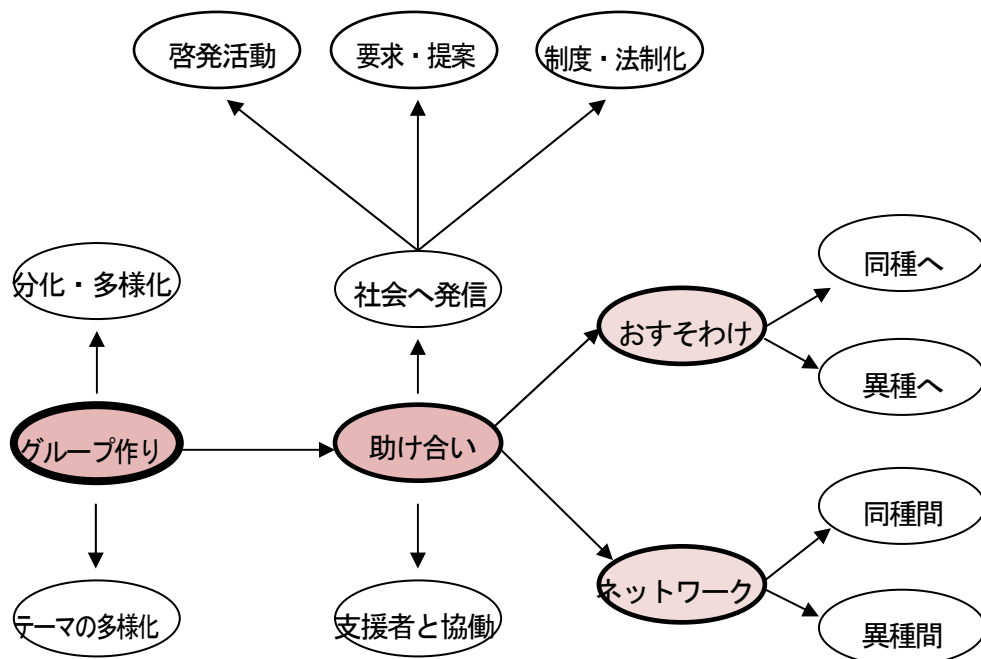 啓発活動
要求・提案
制度・法制化
分化・多様化
社会へ発信
同種へ
おすそわけ
異種へ
グループ作り
助け合い
同種間
ネットワーク
テーマの多様化
支援者と協働
異種間